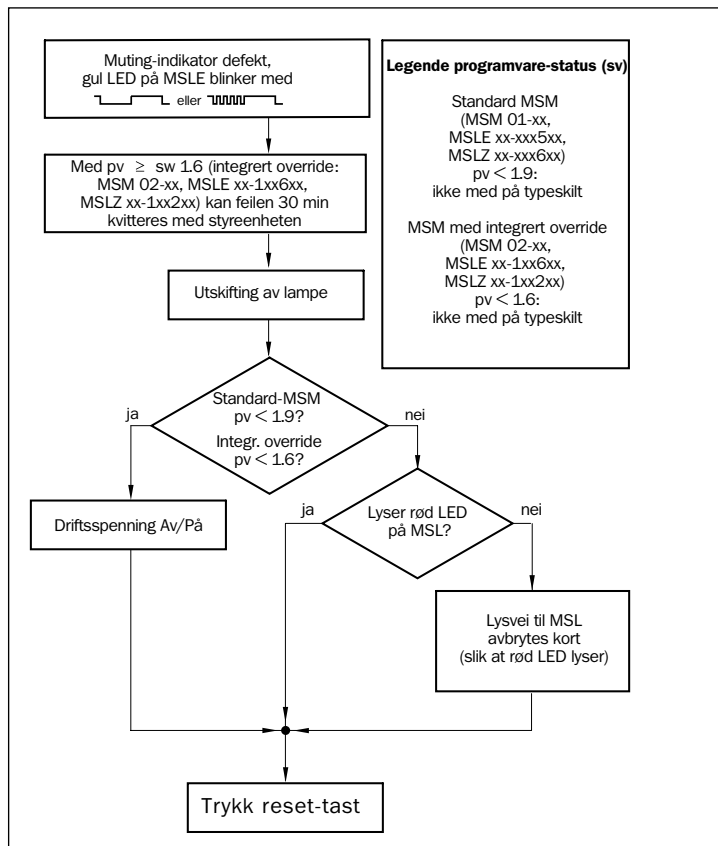 Muting-indikator defekt,
gul LED på MSLE blinker med
eller
Med pv ≥ sw 1.6 (integrert override:
MSM 02-xx, MSLE xx-1xx6xx,
MSLZ xx-1xx2xx) kan feilen 30 min
kvitteres med styreenheten
Utskifting av lampe
Standard-MSM
pv < 1.9?
Integr. override
pv < 1.6?
ja
nei
Driftsspenning Av/På
Lyser rød LED
på MSL?
ja
nei
Lysvei til MSL
avbrytes kort
(slik at rød LED lyser)
Trykk reset-tast
Legende programvare-status (sv)
Standard MSM
(MSM 01-xx,
MSLE xx-xxx5xx,
MSLZ xx-xxx6xx)
pv < 1.9:
ikke med på typeskilt
MSM med integrert override
(MSM 02-xx,
MSLE xx-1xx6xx,
MSLZ xx-1xx2xx)
pv < 1.6:
ikke med på typeskilt